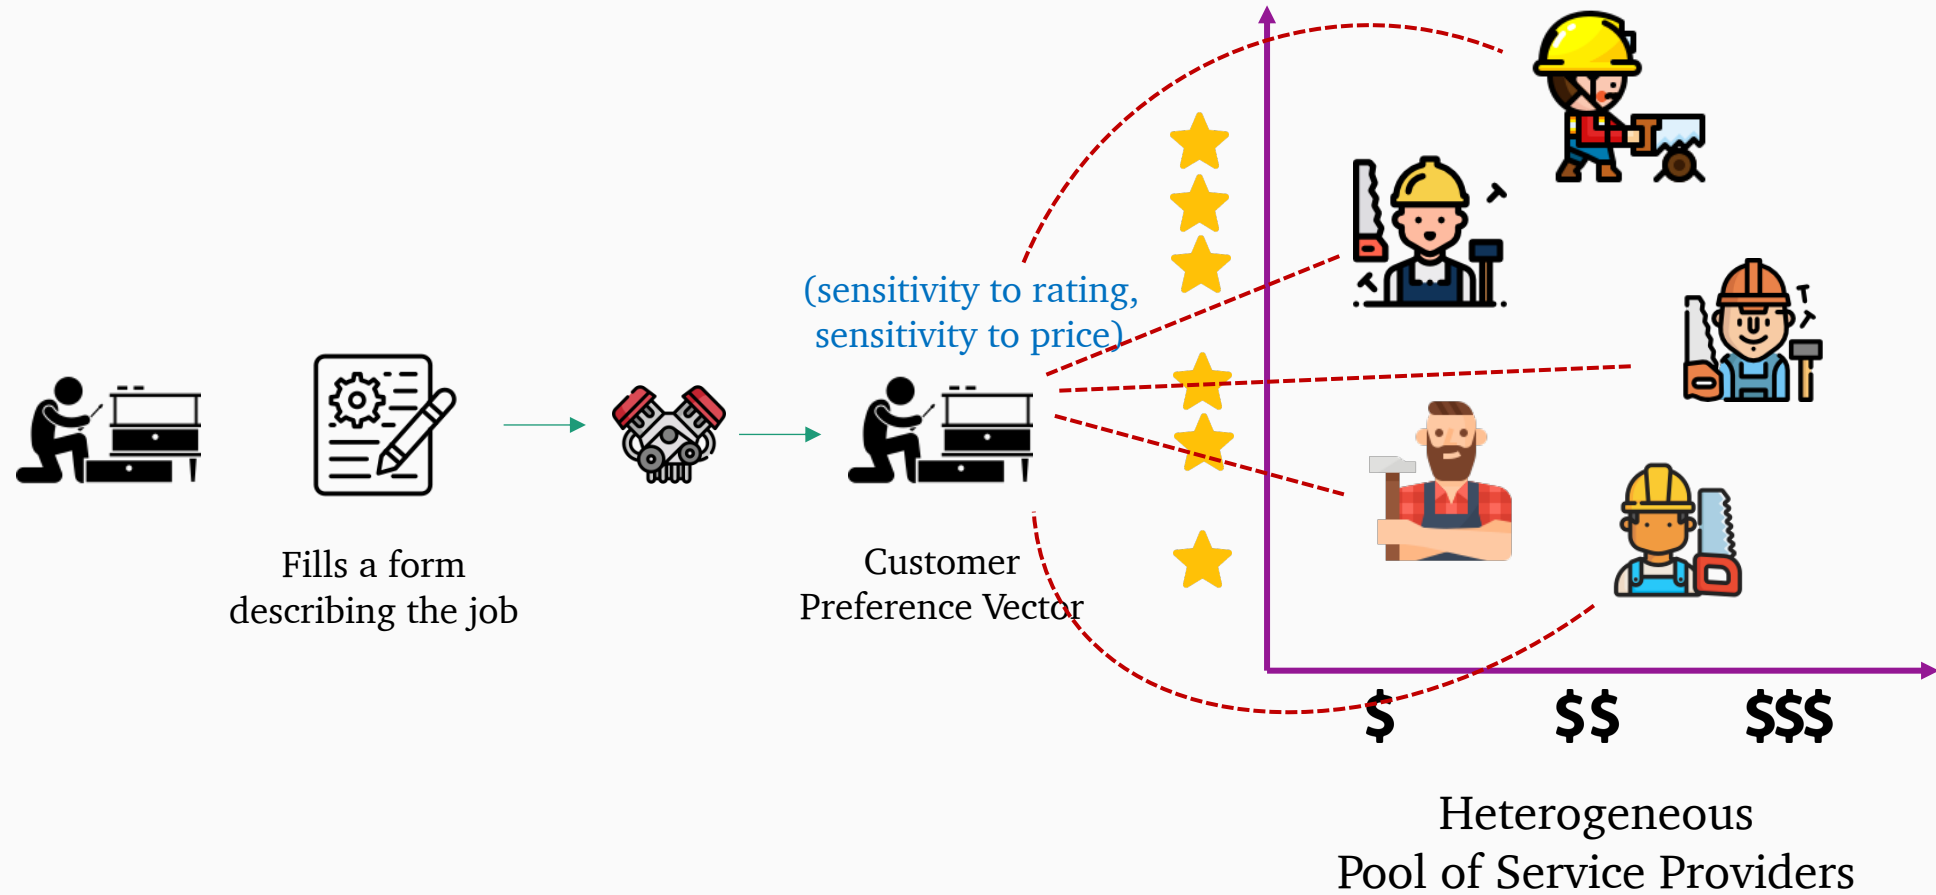 (sensitivity to rating,
sensitivity to price)
Fills a form
describing the job
Customer
Preference Vector
$ $$ $$$
Heterogeneous
Pool of Service Providers